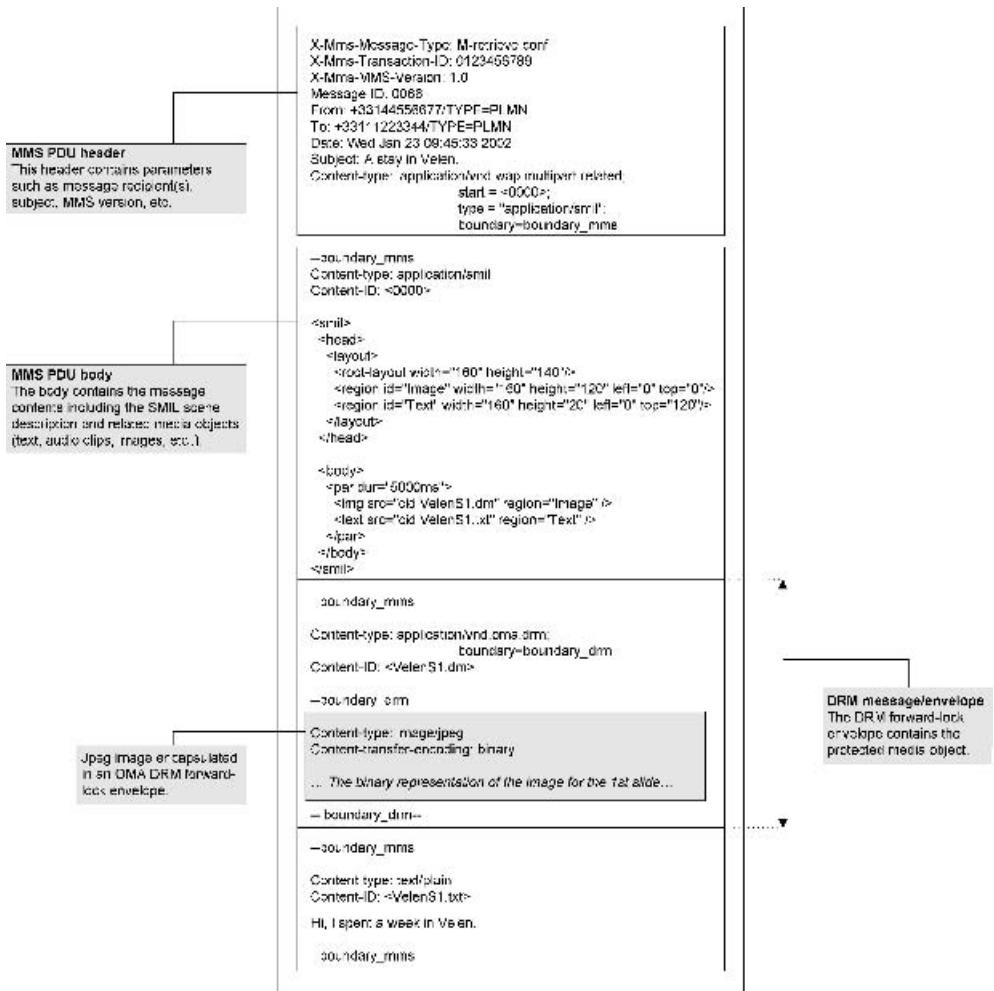 X-Mms-Message-Type: M-retrieve.conf
X-Mms-Transaction-ID: 0123456789
X-Mms-MMS-Version: 1.0
Message ID: 0066
From: +33144556677/TYPE=PLMN
To: +33111223344/TYPE=PLMN
Date: Wed Jan 23 09:45:33 2002
Subject: A stay in Velen.
Content-type: application/vnd.wap.multipart.related;
start = <0000>;
type = "application/smil";
boundary=boundary_mms
MMS PDU header
This header contains parameters
such as message recipient(s),
subject, MMS version, etc.
--boundary_mms
Content-type: application/smil
Content-ID: <0000>
<smil>
<head>
<layout>
<root-layout width="160" height="140"/>
<region id="Image" width="160" height="120" left="0" top="0"/>
<region id="Text" width="160" height="20" left="0" top="120"/>
</layout>
</head>
<body>
<par dur="5000ms">
<img src="cid:VelenS1.dm" region="Image" />
<text src="cid:VelenS1.txt" region="Text" />
</par>
</body>
</smil>
MMS PDU body
The body contains the message
contents including the SMIL scene
description and related media objects
(text, audio clips, images, etc.).
boundary_mms
Content-type: application/vnd.oma.drm;
boundary=boundary_drm
Content-ID: <VelenS1.dm>
--boundary_drm
Content-type: image/jpeg
Content-transfer-encoding: binary
... The binary representation of the image for the 1st slide...
-- boundary_drm--
Jpeg image encapsulated
in an OMA DRM forward-
lock envelope.
DRM message/envelope
The DRM forward-lock
envelope contains the
protected media object.
--boundary_mms
Content type: text/plain
Content-ID: <VelenS1.txt>
Hi, I spent a week in Velen.
boundary_mms